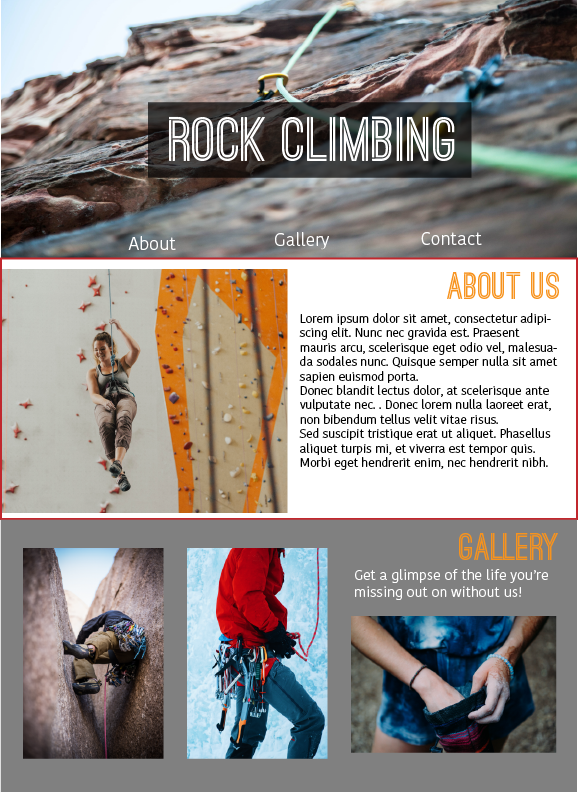 ROCK CLIMBING
About
Gallery
Contact
ABOUT US
Lorem ipsum dolor sit amet, consectetur adipi-
scing elit. Nunc nec gravida est. Praesent
mauris arcu, scelerisque eget odio vel, malesua-
da sodales nunc. Quisque semper nulla sit amet
sapien euismod porta.
Donec blandit lectus dolor, at scelerisque ante
vulputate nec. . Donec lorem nulla laoreet erat,
non bibendum tellus velit vitae risus.
Sed suscipit tristique erat ut aliquet. Phasellus
aliquet turpis mi, et viverra est tempor quis.
Morbi eget hendrerit enim, nec hendrerit nibh.
GALLERY
Get a glimpse of the life you're
missing out on without us!